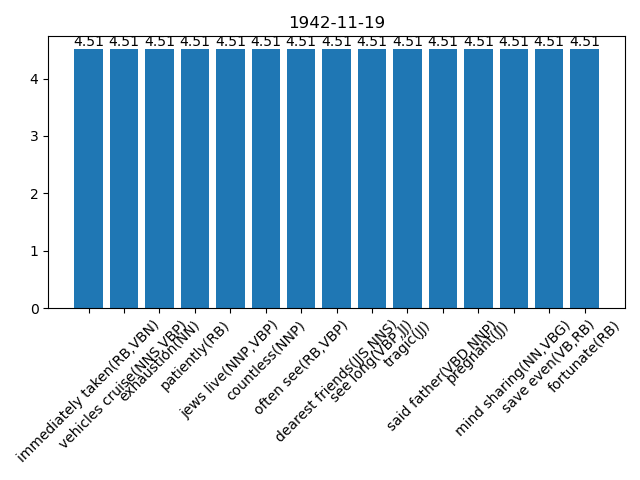 1942-11-19
4.51 4.51 4.51 4.51 4.51 4.51 4.51 4.51 4.51 4.51 4.51 4.51 4.51 4.51 4.51
4
3
2
1
0
immediately taken(RB,VBN)
vehicles cruise(NNS,VBP)
exhaustion(NN)
patiently(RB)
jews live(NNP,VBP)
countless(NNP)
often see(RB,VBP)
dearest friends(JJS,NNS)
see long(VBP,JJ)
tragic(JJ)
said father(VBD,NNP)
pregnant(JJ)
mind sharing(NN,VBG)
save even(VB,RB)
fortunate(RB)